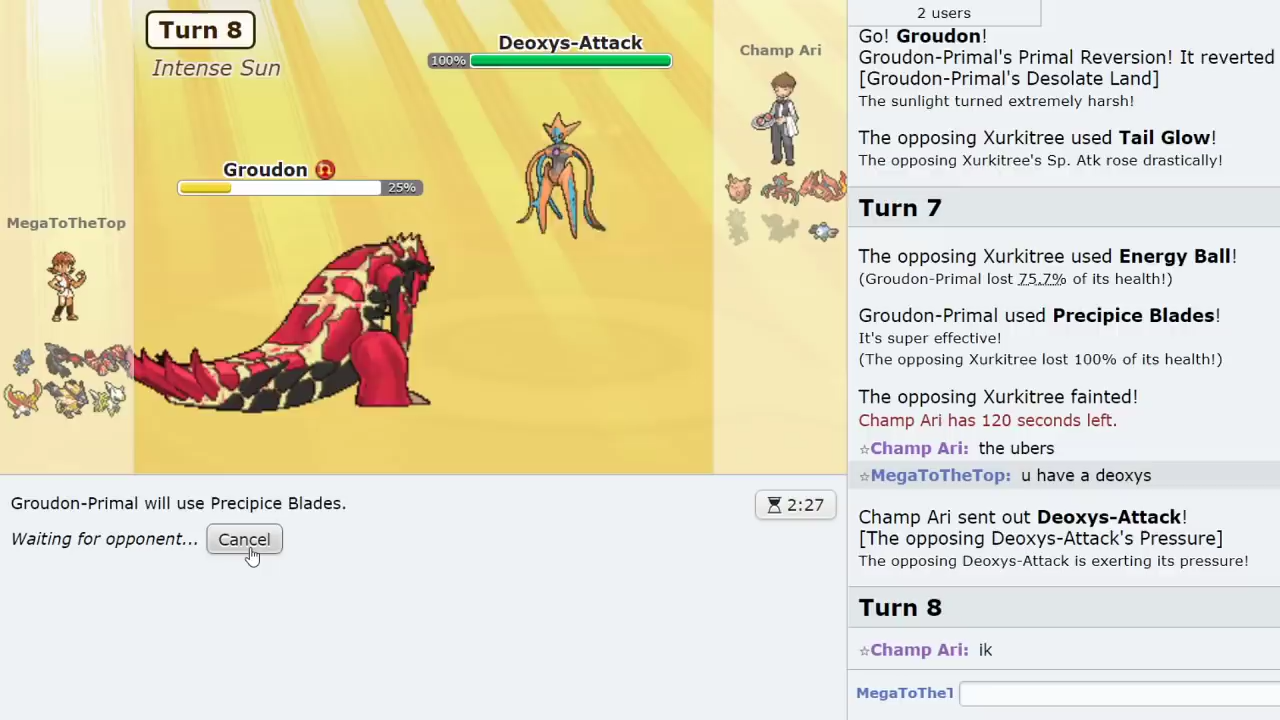 Turn 8
Intense Sun
Deoxys-Attack
100%
Groudon
25%
MegaToTheTop
Champ Ari
Groudon-Primal will use Precipice Blades.
2:27
Waiting for opponent...
Cancel
2 users
Go! Groudon!
Groudon-Primal's Primal Reversion! It reverted
[Groudon-Primal's Desolate Land]
The sunlight turned extremely harsh!
The opposing Xurkitree used Tail Glow!
The opposing Xurkitree's Sp. Atk rose drastically!
Turn 7
The opposing Xurkitree used Energy Ball!
(Groudon-Primal lost 75.7% of its health!)
Groudon-Primal used Precipice Blades!
It's super effective!
(The opposing Xurkitree lost 100% of its health!)
The opposing Xurkitree fainted!
Champ Ari has 120 seconds left.
☆Champ Ari: the ubers
☆MegaToTheTop: u have a deoxys
Champ Ari sent out Deoxys-Attack!
[The opposing Deoxys-Attack's Pressure]
The opposing Deoxys-Attack is exerting its pressure!
Turn 8
☆Champ Ari: ik
MegaTheTo